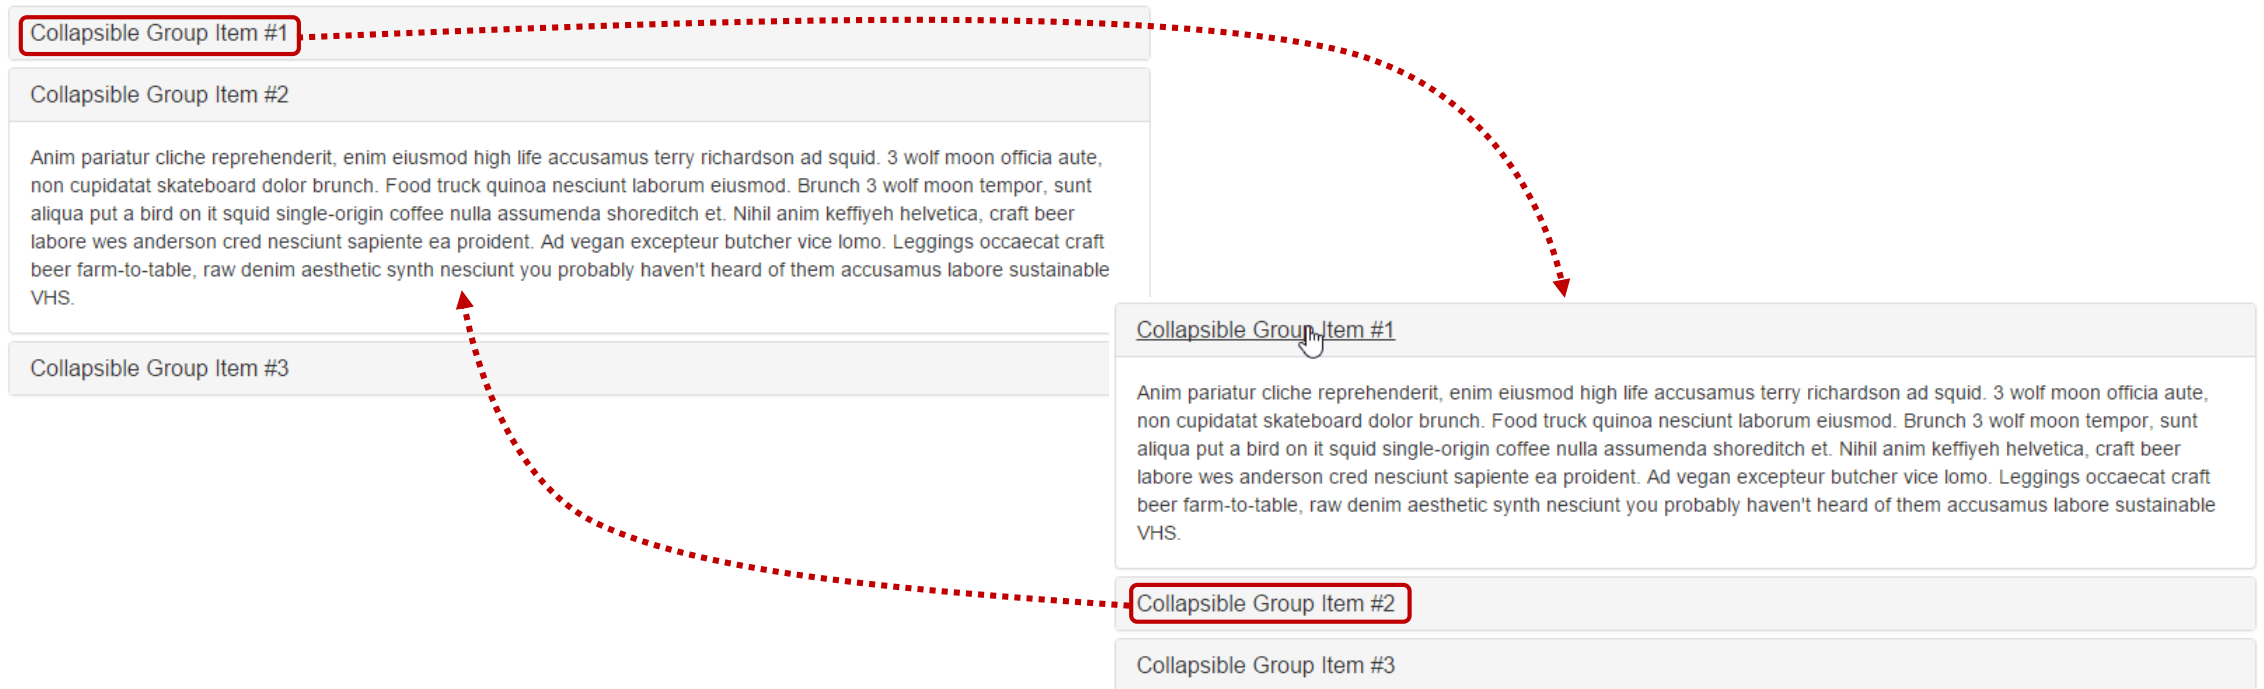 Collapsible Group Item #1
Collapsible Group Item #2
Anim pariatur cliche reprehenderit, enim eiusmod high life accusamus terry richardson ad squid. 3 wolf moon officia aute,
non cupidatat skateboard dolor brunch. Food truck quinoa nesciunt laborum eiusmod. Brunch 3 wolf moon tempor, sunt
aliqua put a bird on it squid single-origin coffee nulla assumenda shoreditch et. Nihil anim keffiyeh helvetica, craft beer
labore wes anderson cred nesciunt sapiente ea proident. Ad vegan excepteur butcher vice lomo. Leggings occaecat craft
beer farm-to-table, raw denim aesthetic synth nesciunt you probably haven't heard of them accusamus labore sustainable
VHS.
Collapsible Group Item #3
Collapsible Group Item #1
Anim pariatur cliche reprehenderit, enim eiusmod high life accusamus terry richardson ad squid. 3 wolf moon officia aute,
non cupidatat skateboard dolor brunch. Food truck quinoa nesciunt laborum eiusmod. Brunch 3 wolf moon tempor, sunt
aliqua put a bird on it squid single-origin coffee nulla assumenda shoreditch et. Nihil anim keffiyeh helvetica, craft beer
labore wes anderson cred nesciunt sapiente ea proident. Ad vegan excepteur butcher vice lomo. Leggings occaecat craft
beer farm-to-table, raw denim aesthetic synth nesciunt you probably haven't heard of them accusamus labore sustainable
VHS.
Collapsible Group Item #2
Collapsible Group Item #3